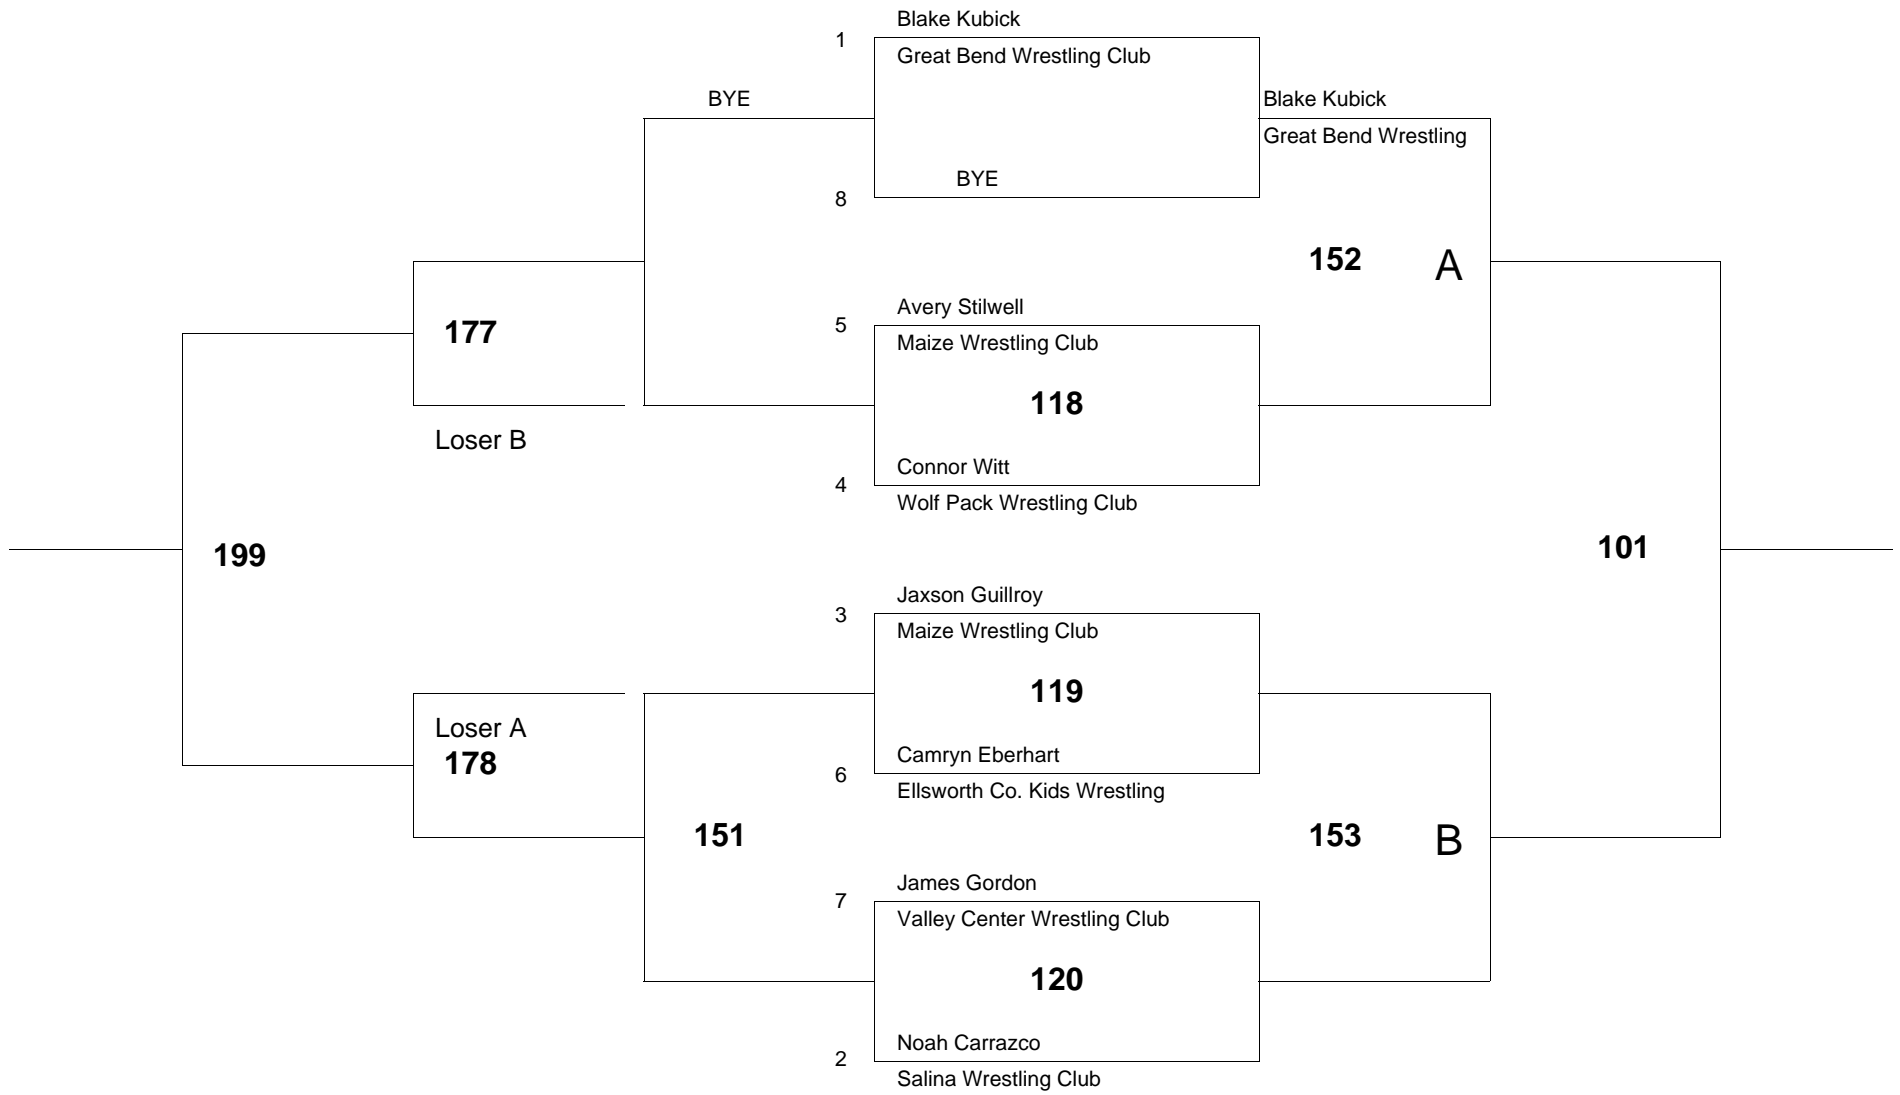 Blake Kubick
1
Great Bend Wrestling Club
BYE
Blake Kubick
Great Bend Wrestling
BYE
8
152
A
Avery Stilwell
5
177
Maize Wrestling Club
118
Loser B
Connor Witt
4
Wolf Pack Wrestling Club
199
101
Jaxson Guillroy
3
Maize Wrestling Club
119
Loser A
178
Camryn Eberhart
6
Ellsworth Co. Kids Wrestling
151
153
B
James Gordon
7
Valley Center Wrestling Club
120
Noah Carrazco
2
Salina Wrestling Club